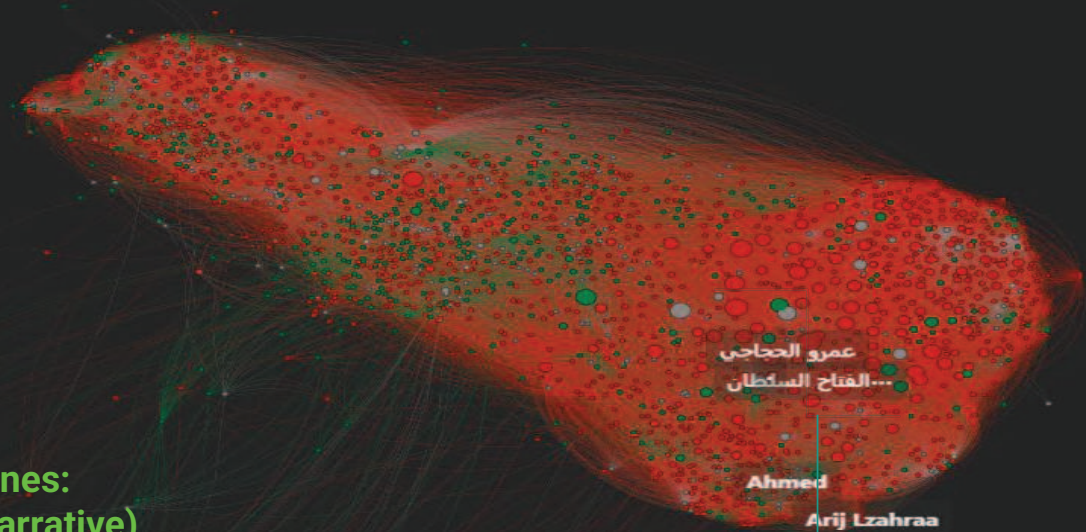 عمرو الحجاجي
الفتاح السلطان...
Ahmed
Arij Lzahraa
nes:
arrative)